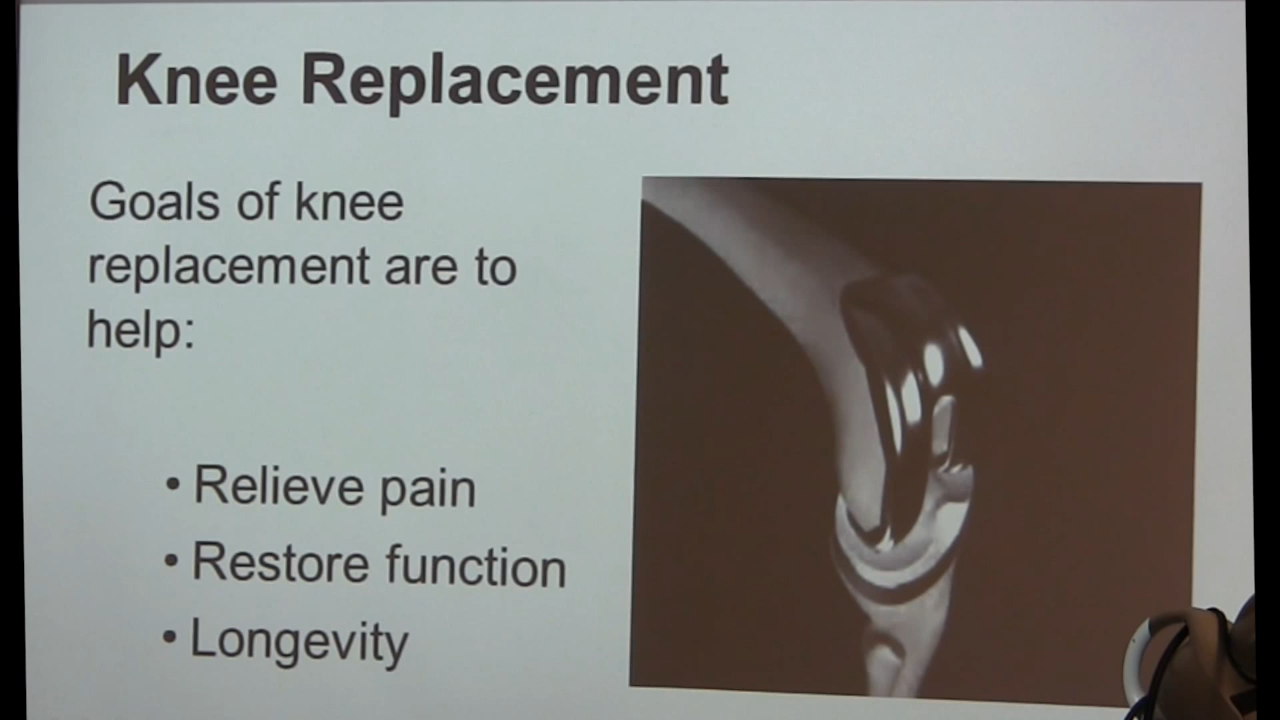 Knee Replacement
Goals of knee
replacement are to
help:
• Relieve pain
• Restore function
• Longevity